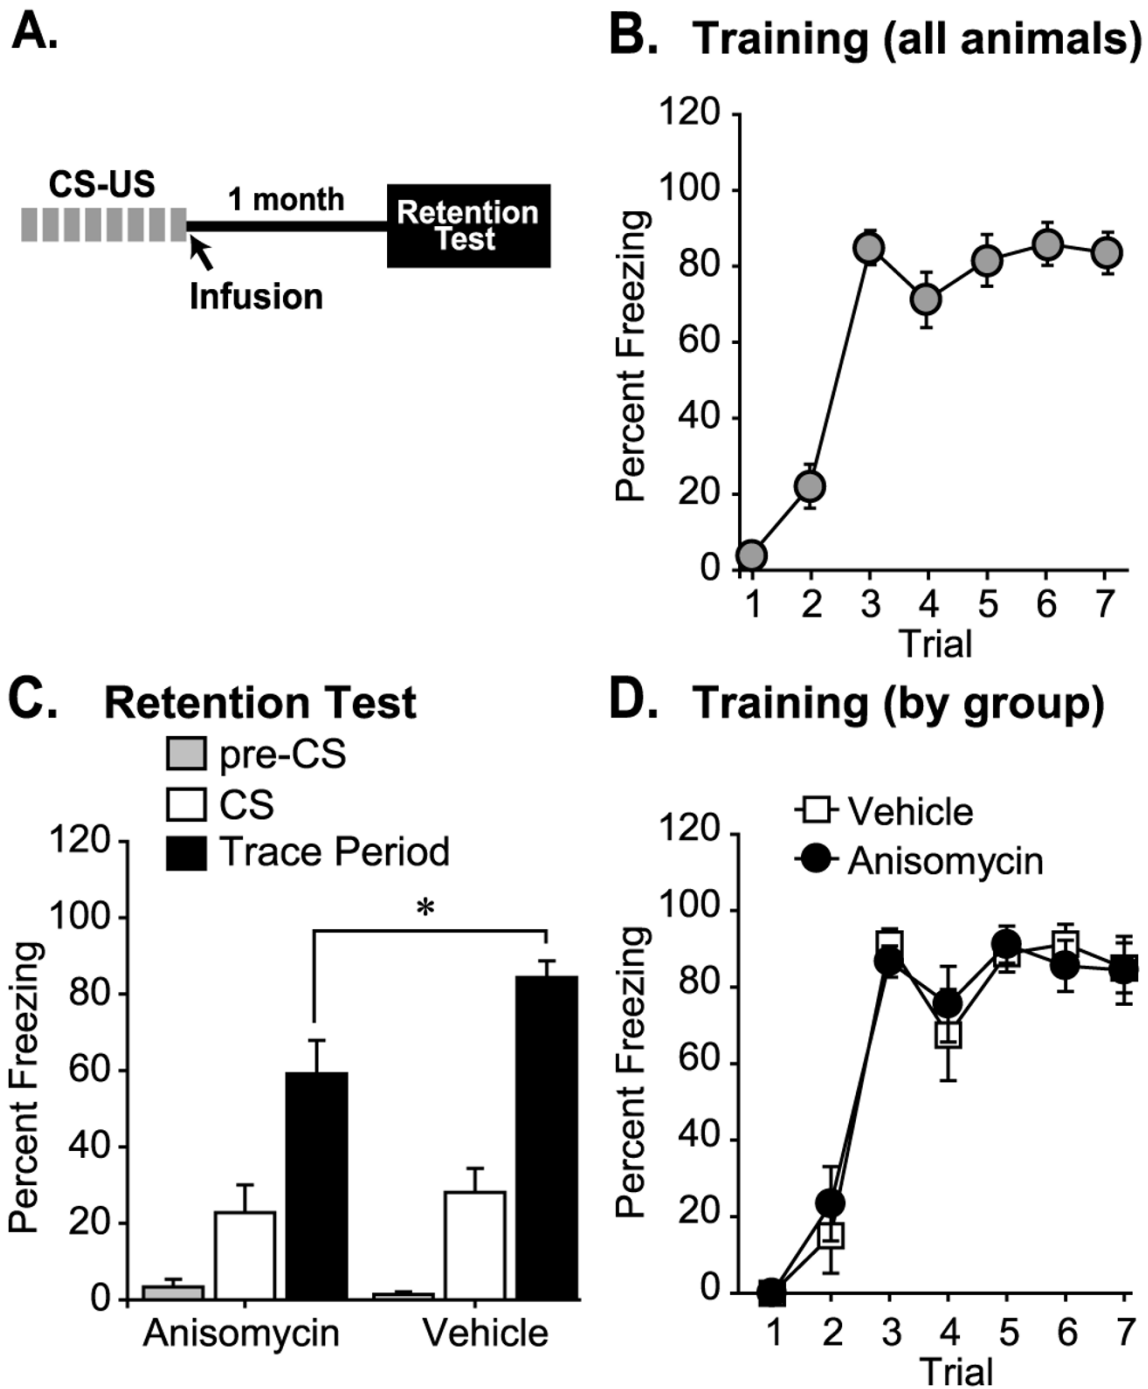 A.
CS-US
1 month
Retention
Test
Infusion
B. Training (all animals)
120
100
80
60
40
20
0
Percent Freezing
1 2 3 4 5 6 7
Trial
C. Retention Test
pre-CS
CS
Trace Period
120
100
80
60
40
20
0
Percent Freezing
*
Anisomycin Vehicle
D. Training (by group)
Vehicle
Anisomycin
120
100
80
60
40
20
0
Percent Freezing
1 2 3 4 5 6 7
Trial